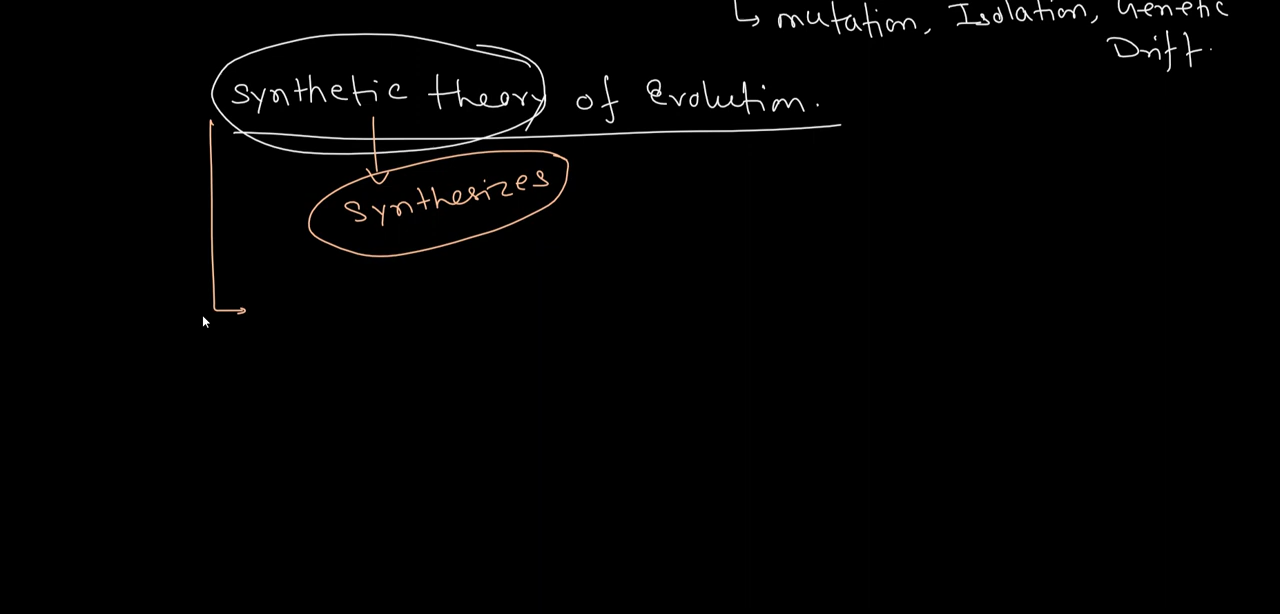 ↳ mutation, Isolation, Genetic
Drift.
Synthetic theory of Evolution.
Synthesizes